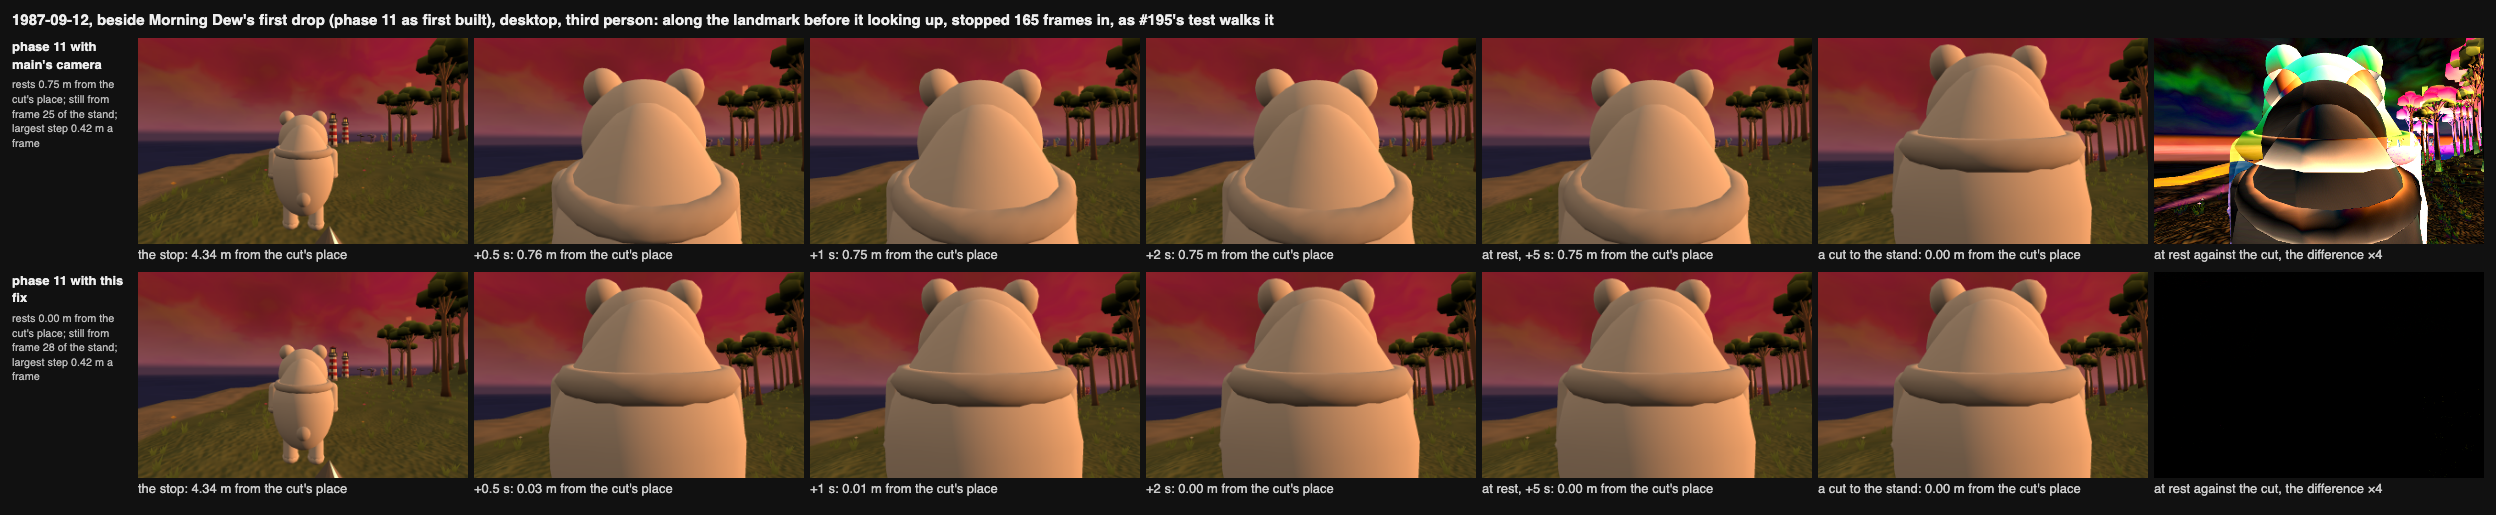 1987-09-12, beside Morning Dew's first drop (phase 11 as first built), desktop, third person: along the landmark before it looking up, stopped 165 frames in, as #195's test walks it
phase 11 with
main's camera
rests 0.75 m from the
cut's place; still from
frame 25 of the stand;
largest step 0.42 m a
frame
the stop: 4.34 m from the cut's place
+0.5 s: 0.76 m from the cut's place
+1 s: 0.75 m from the cut's place
+2 s: 0.75 m from the cut's place
at rest, +5 s: 0.75 m from the cut's place
a cut to the stand: 0.00 m from the cut's place
at rest against the cut, the difference ×4
phase 11 with this
fix
rests 0.00 m from the
cut's place; still from
frame 28 of the stand;
largest step 0.42 m a
frame
the stop: 4.34 m from the cut's place
+0.5 s: 0.03 m from the cut's place
+1 s: 0.01 m from the cut's place
+2 s: 0.00 m from the cut's place
at rest, +5 s: 0.00 m from the cut's place
a cut to the stand: 0.00 m from the cut's place
at rest against the cut, the difference ×4